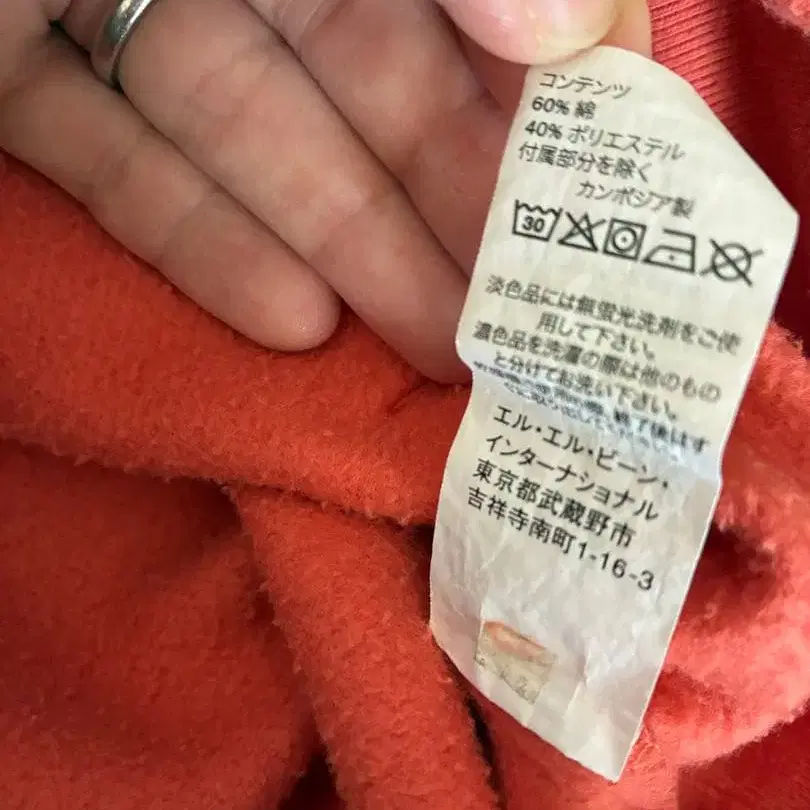 コンテンツ
60% 綿
40% ポリエステル
付属部分を除く
カンボジア製
30
淡色品には無蛍光洗剤をご使
用して下さい。
濃色品を洗濯の際は他のもの
と分けてお洗い下さい。
終了後はす
エル・エル・ビーン・
インターナショナル
東京都武蔵野市
吉祥寺南町1-16-3